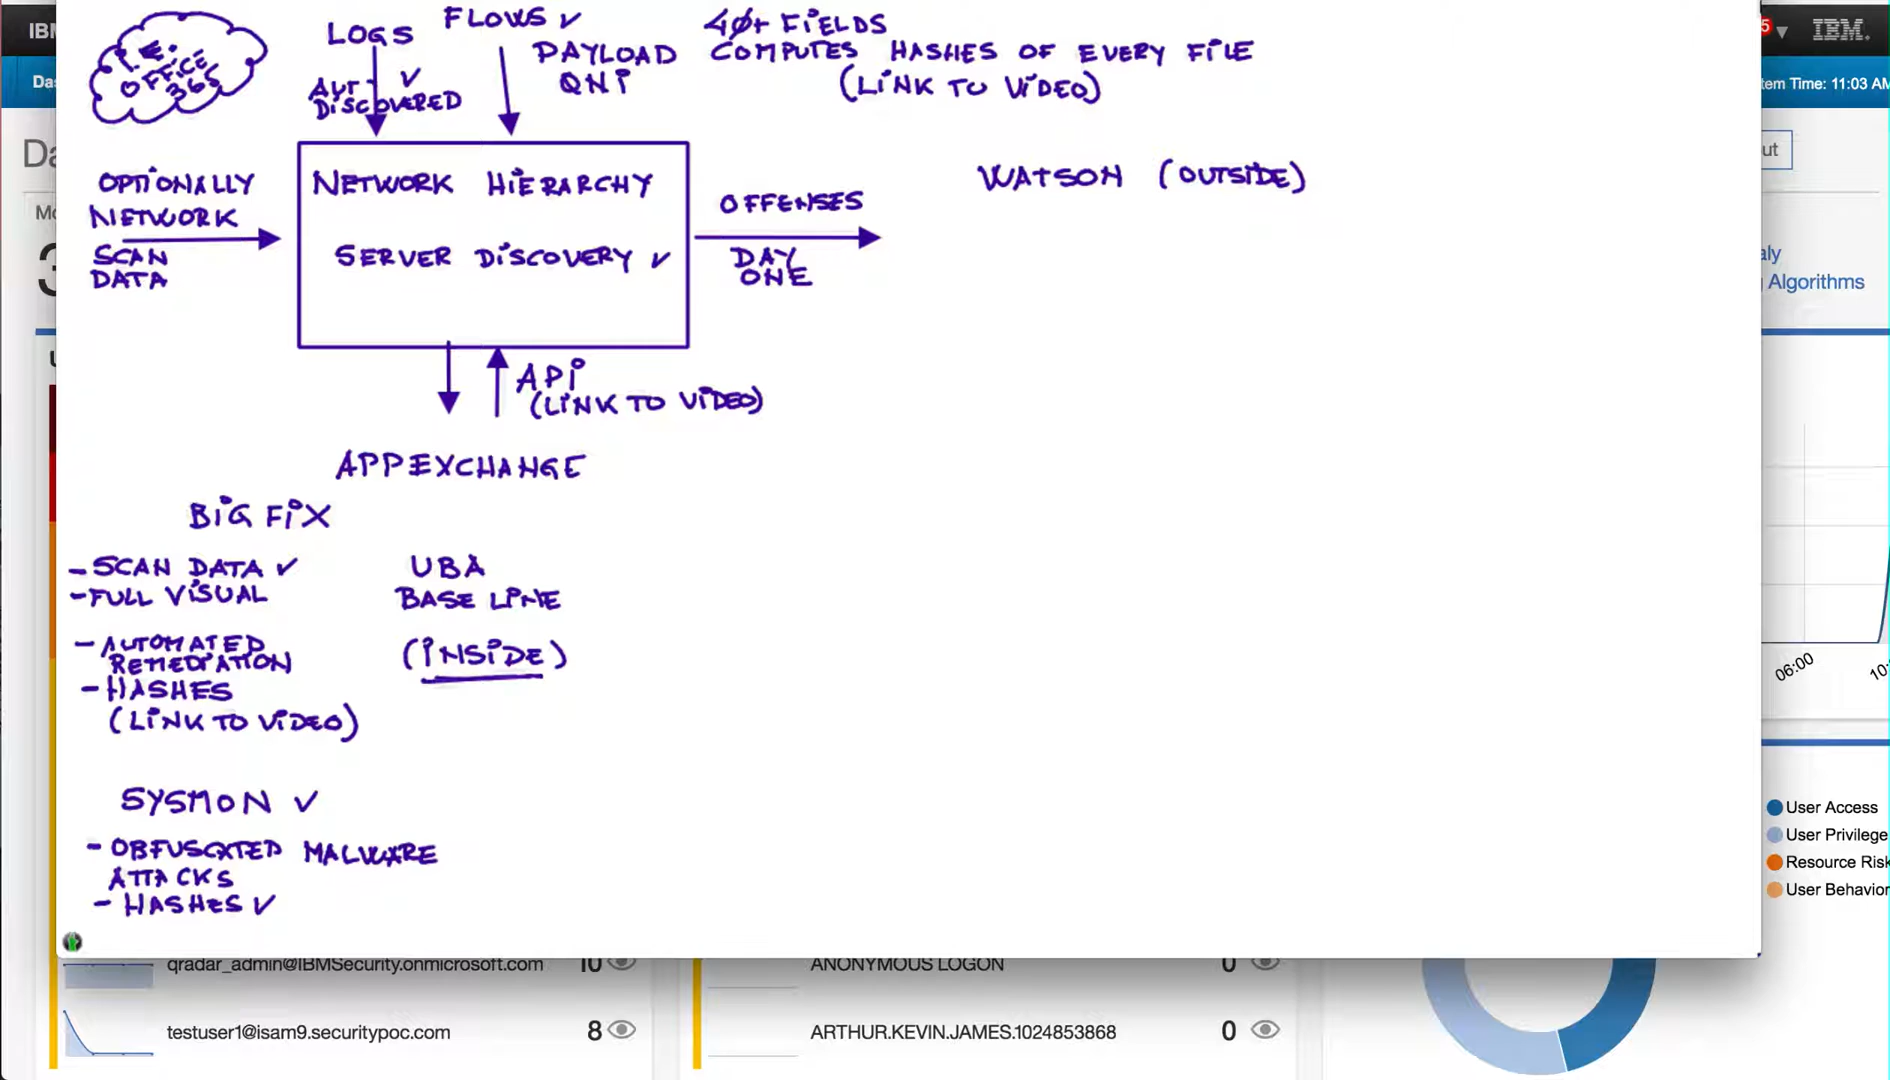 I.E.
OFFICE
365
LOGS
AUT
DISCOVERED
FLOWS ✓
PAYLOAD
QNI
40+ FIELDS
COMPUTES HASHES OF EVERY FILE
(LINK TO VIDEO)
OPTIONALLY
NETWORK
SCAN
DATA
NETWORK HIERARCHY
SERVER DISCOVERY ✓
OFFENSES
DAY
ONE
WATSON (OUTSIDE)
API
(LINK TO VIDEO)
APP EXCHANGE
BIG FIX
- SCAN DATA ✓
- FULL VISUAL
- AUTOMATED
REMEDIATION
- HASHES
(LINK TO VIDEO)
UBA
BASE LINE
(INSIDE)
SYSMON ✓
- OBFUSCATED MALWARE
ATTACKS
- HASHES ✓
IBM.
tem Time: 11:03 AM
Algorithms
06:00
10:
User Access
User Privilege
Resource Risk
User Behavior
qradar_admin@IBMSecurity.onmicrosoft.com 10
ANONYMOUS LOGON 0
testuser1@isam9.securitypoc.com 8
ARTHUR.KEVIN.JAMES.1024853868 0